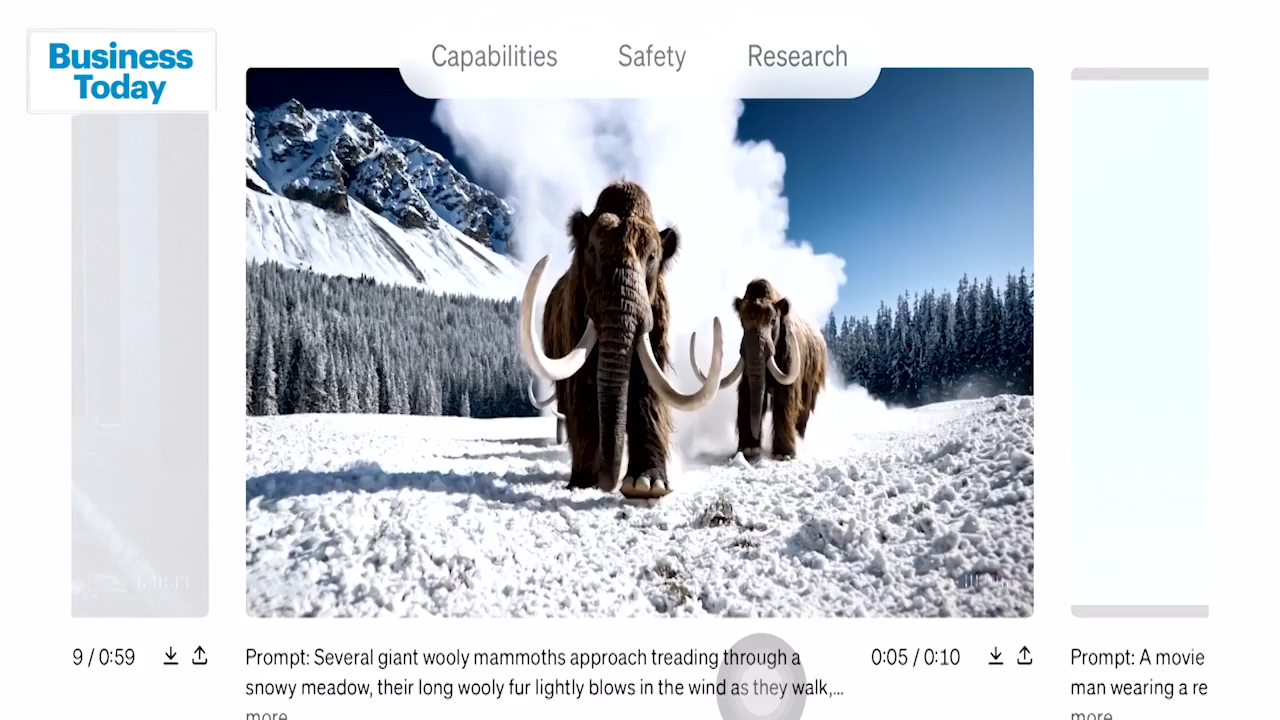 Business
Today
Capabilities Safety Research
9 / 0:59
Prompt: Several giant wooly mammoths approach treading through a
snowy meadow, their long wooly fur lightly blows in the wind as they walk,...
more
0:05 / 0:10
Prompt: A movie
man wearing a re
more